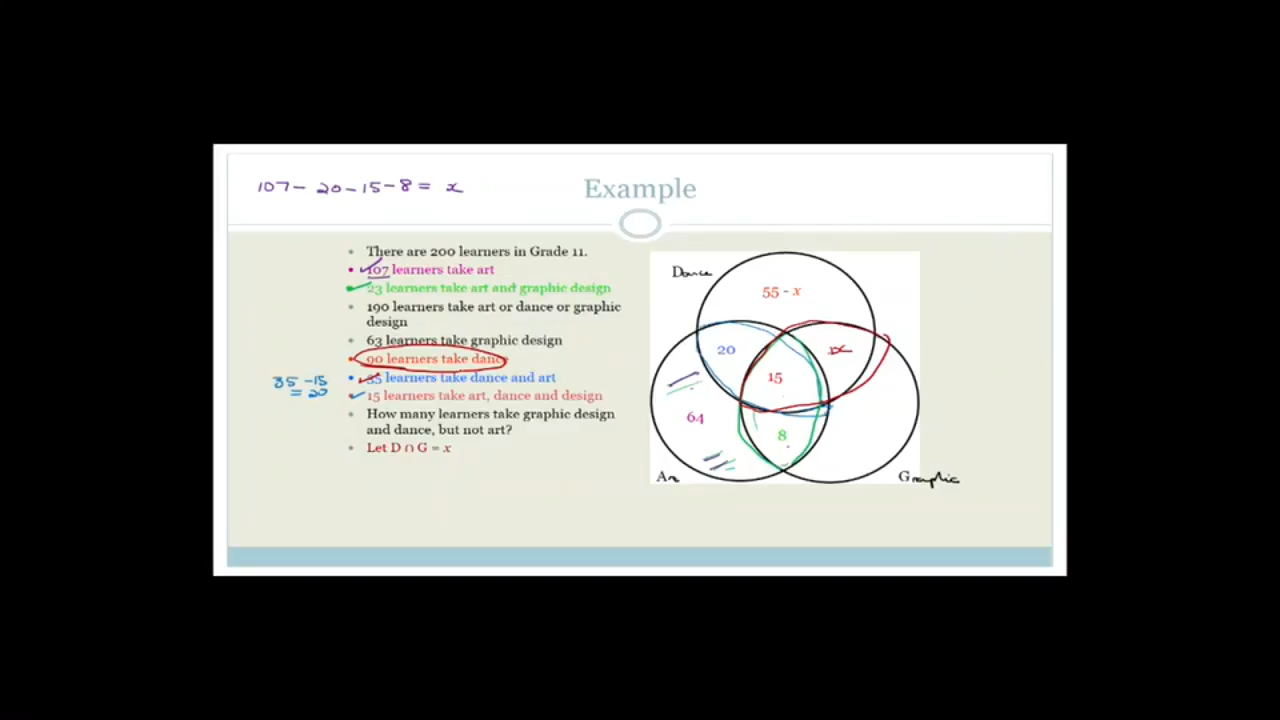 107 - 20 - 15 - 8 = x
Example
There are 200 learners in Grade 11.
107 learners take art
23 learners take art and graphic design
190 learners take art or dance or graphic
design
63 learners take graphic design
90 learners take dance
35 learners take dance and art
35 - 15
= 20
15 learners take art, dance and design
How many learners take graphic design
and dance, but not art?
Let D ∩ G = x
Dance
55 - x
20
x
15
64
8
Graphic